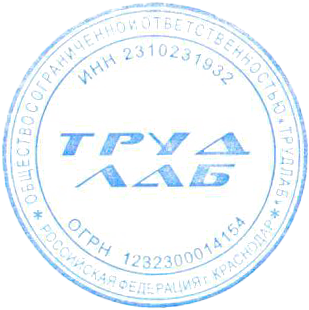 ОБЩЕСТВО С ОГРАНИЧЕННОЙ ОТВЕТСТВЕННОСТЬЮ «ТРУДЛАБ»
ИНН 2310231932
ТРУД
ЛАБ
ОГРН 1232300014154
* РОССИЙСКАЯ ФЕДЕРАЦИЯ г. КРАСНОДАР *